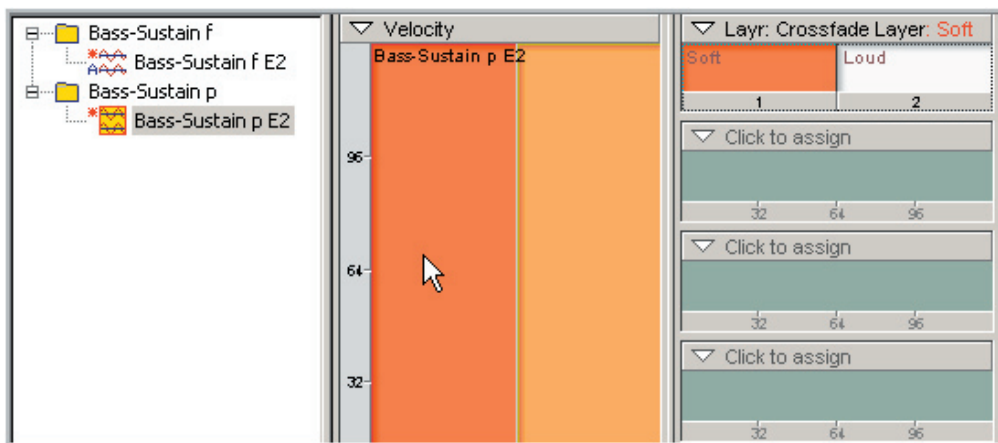 Bass-Sustain f
A Bass-Sustain f E2
Bass-Sustain p
Bass-Sustain p E2
Velocity
Bass-Sustain p E2
96
64
32
Layr: Crossfade Layer: Soft
Soft Loud
1 2
Click to assign
32 64 96
Click to assign
32 64 96
Click to assign
32 64 96